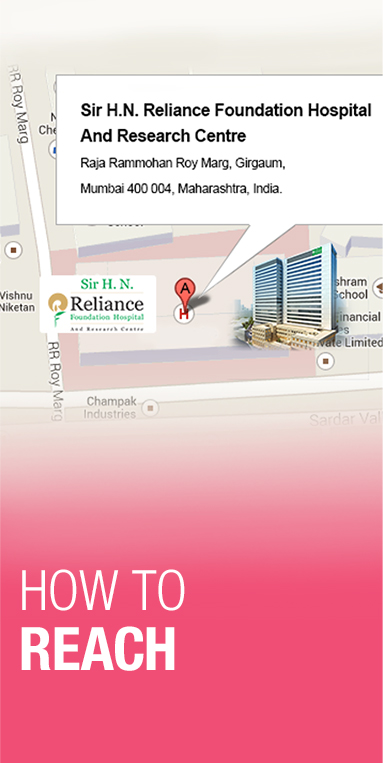 RR Roy Marg
Sir H.N. Reliance Foundation Hospital
And Research Centre
Raja Rammohan Roy Marg, Girgaum,
Mumbai 400 004, Maharashtra, India.
School
A
H
Sir H. N.
Reliance
Foundation Hospital
And Research Centre
Vishnu
Niketan
shram
School
inancial
es
vate Limited
RR Roy Marg
Champak
Industries
Sardar Val
HOW TO
REACH